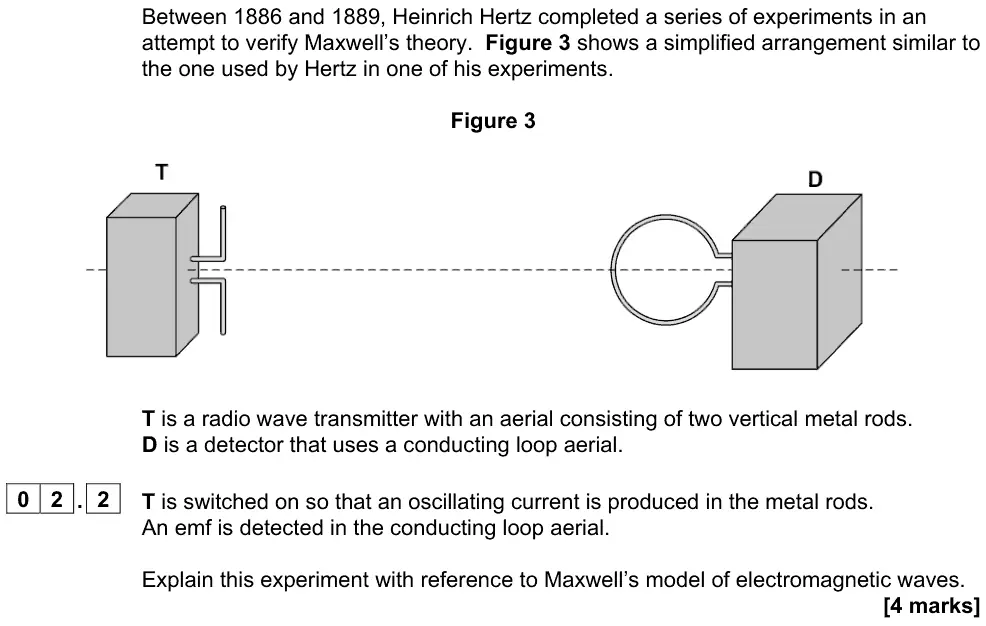 Between 1886 and 1889, Heinrich Hertz completed a series of experiments in an
attempt to verify Maxwell's theory. Figure 3 shows a simplified arrangement similar to
the one used by Hertz in one of his experiments.
Figure 3
T
D
T is a radio wave transmitter with an aerial consisting of two vertical metal rods.
D is a detector that uses a conducting loop aerial.
0 2 . 2 T is switched on so that an oscillating current is produced in the metal rods.
An emf is detected in the conducting loop aerial.
Explain this experiment with reference to Maxwell's model of electromagnetic waves.
[4 marks]